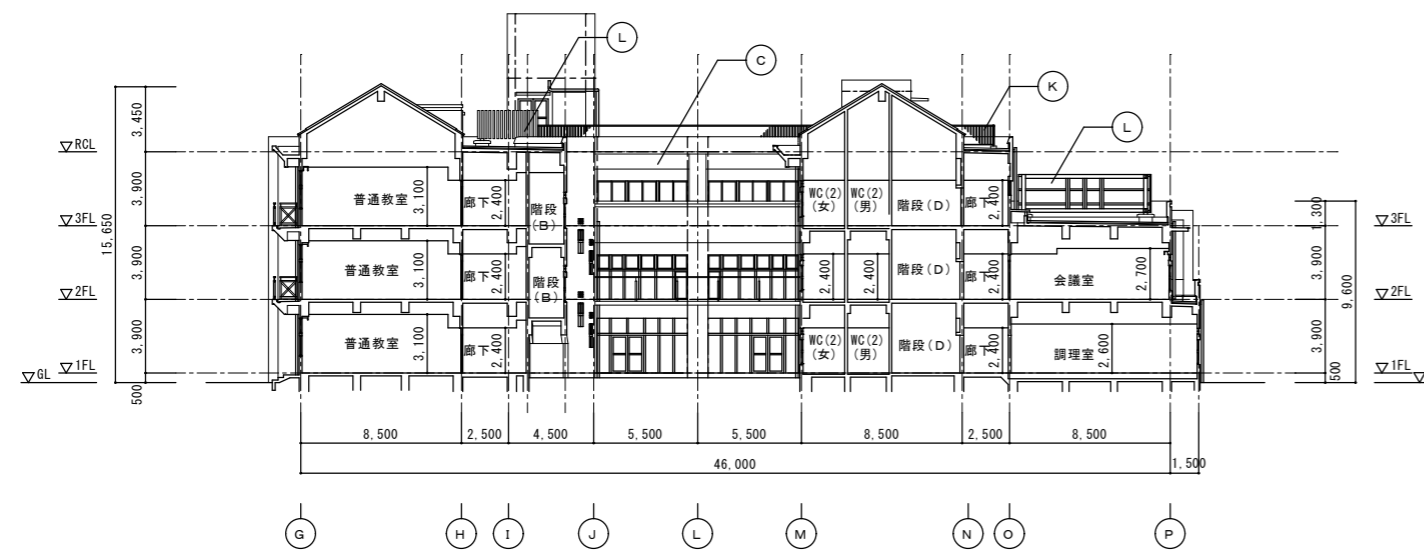 L
C
K
L
3,450
▽RCL
3,900
普通教室
3,100
廊下
2,400
階段
(B)
WC(2)
(女)
WC(2)
(男)
階段(D)
廊下
2,400
1,300
▽3FL
▽3FL
15,650
3,900
普通教室
3,100
廊下
2,400
階段
(B)
2,400
2,400
階段(D)
廊下
2,400
会議室
2,700
3,900
9,600
▽2FL
▽2FL
3,900
普通教室
3,100
廊下
2,400
WC(2)
(女)
WC(2)
(男)
階段(D)
廊下
2,400
調理室
2,600
3,900
▽1FL
▽1FL
▽GL
500
500
8,500
2,500
4,500
5,500
5,500
8,500
2,500
8,500
46,000
1,500
G
H
I
J
L
M
N
O
P